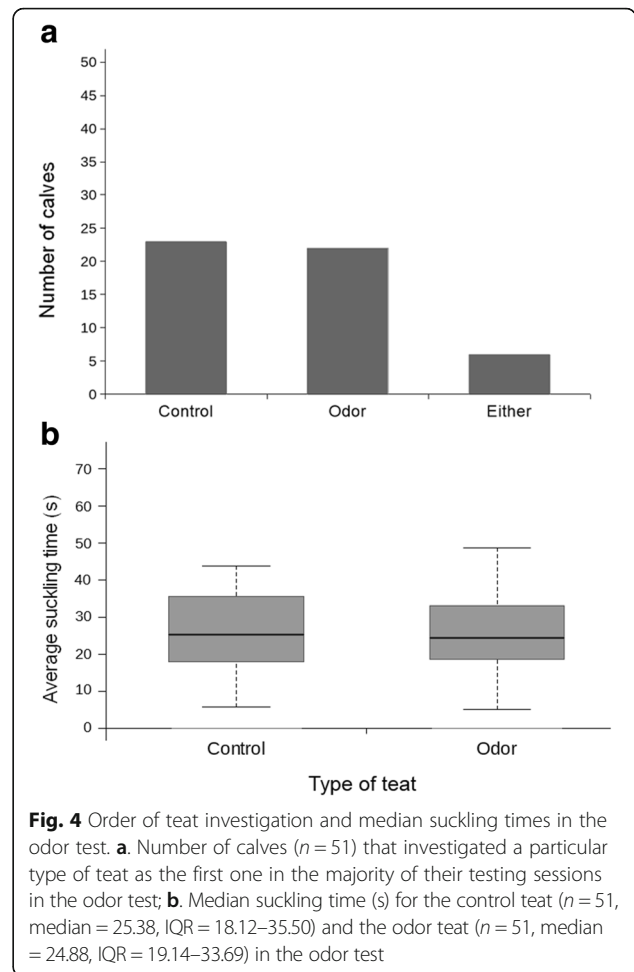 a
50
45
40
35
30
25
20
15
10
5
0
Number of calves
Control Odor Either
b
70
60
50
40
30
20
10
0
Average suckling time (s)
Control Odor
Type of teat
Fig. 4 Order of teat investigation and median suckling times in the
odor test. a. Number of calves (n = 51) that investigated a particular
type of teat as the first one in the majority of their testing sessions
in the odor test; b. Median suckling time (s) for the control teat (n = 51,
median = 25.38, IQR = 18.12–35.50) and the odor teat (n = 51, median
= 24.88, IQR = 19.14–33.69) in the odor test